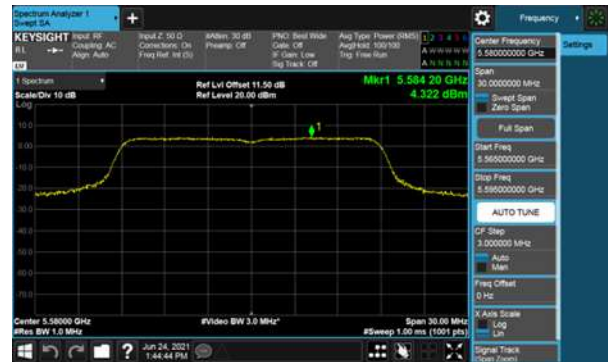 Spectrum Analyzer 1
Swept SA
+
Frequency
KEYSIGHT
RL
Input: RF
Coupling: AC
Align: Auto
Input Z: 50 Ω
Corrections: On
Freq Ref: Int (S)
#Atten: 30 dB
Preamp: Off
PNO: Best Wide
Gate: Off
IF Gain: Low
Sig Track: Off
Avg Type: Power (RMS)
Avg|Hold: 100/100
Trig: Free Run
1 2 3 4 5 6
A W W W W W
A N N N N N
LW
1 Spectrum
Scale/Div 10 dB
Log
Ref Lvl Offset 11.50 dB
Ref Level 20.00 dBm
Mkr1 5.584 20 GHz
4.322 dBm
10.0
0.00
-10.0
-20.0
-30.0
-40.0
-50.0
-60.0
-70.0
1
Center 5.58000 GHz
#Res BW 1.0 MHz
#Video BW 3.0 MHz*
Span 30.00 MHz
#Sweep 1.00 ms (1001 pts)
Center Frequency
5.580000000 GHz
Settings
Span
30.0000000 MHz
Swept Span
Zero Span
Full Span
Start Freq
5.565000000 GHz
Stop Freq
5.595000000 GHz
AUTO TUNE
CF Step
3.000000 MHz
Auto
Man
Freq Offset
0 Hz
X Axis Scale
Log
Lin
Signal Track
(Span Zoom)
?
Jun 24, 2021
1:44:44 PM